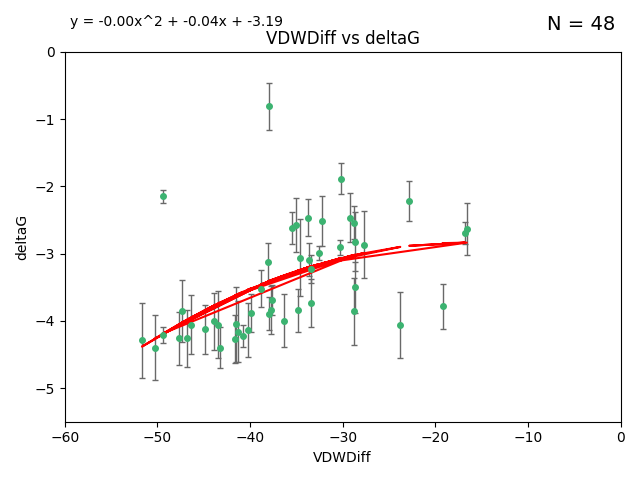 y = -0.00x^2 + -0.04x + -3.19
N = 48
VDWDiff vs deltaG
0
−1
−2
−3
−4
−5
deltaG
−60
−50
−40
−30
−20
−10
0
VDWDiff